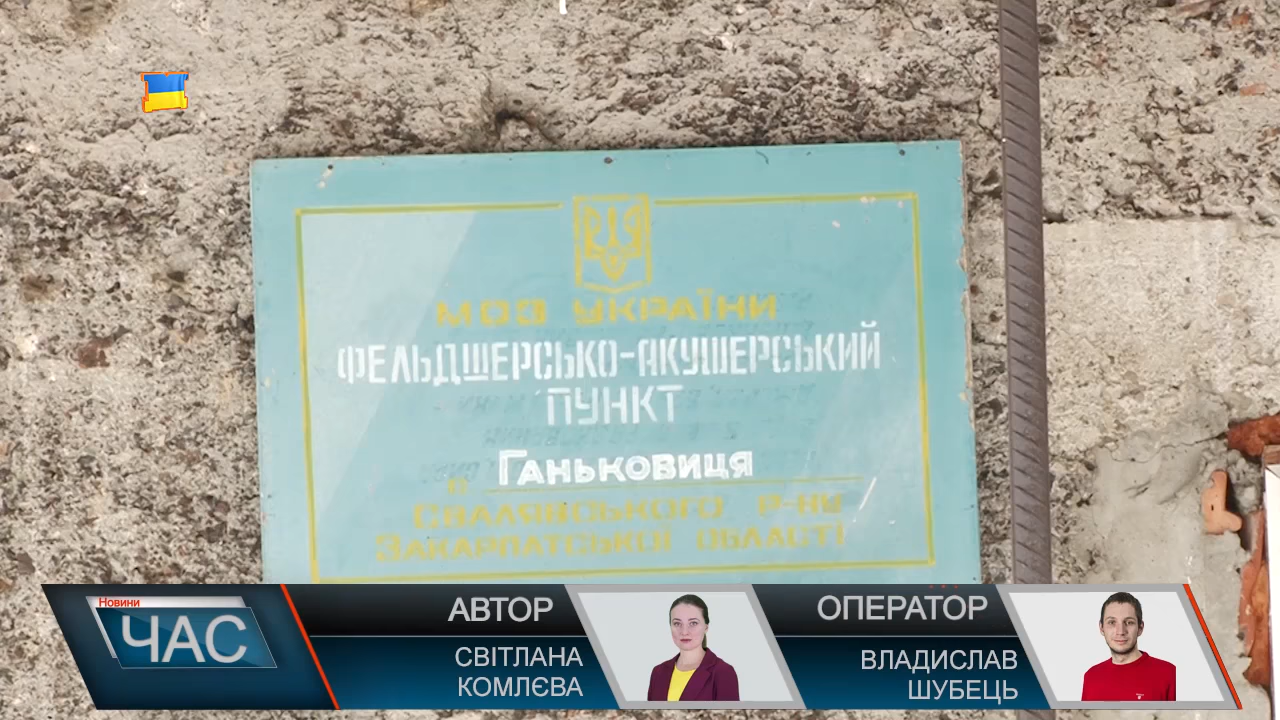 МОЗ УКРАЇНИ
ФЕЛЬДШЕРСЬКО-АКУШЕРСЬКИЙ
ПУНКТ
с. Ганьковиця
СВАЛЯВСЬКОГО Р-НУ
ЗАКАРПАТСЬКОЇ ОБЛАСТІ
Новини
ЧАС
АВТОР
СВІТЛАНА
КОМЛЄВА
ОПЕРАТОР
ВЛАДИСЛАВ
ШУБЕЦЬ